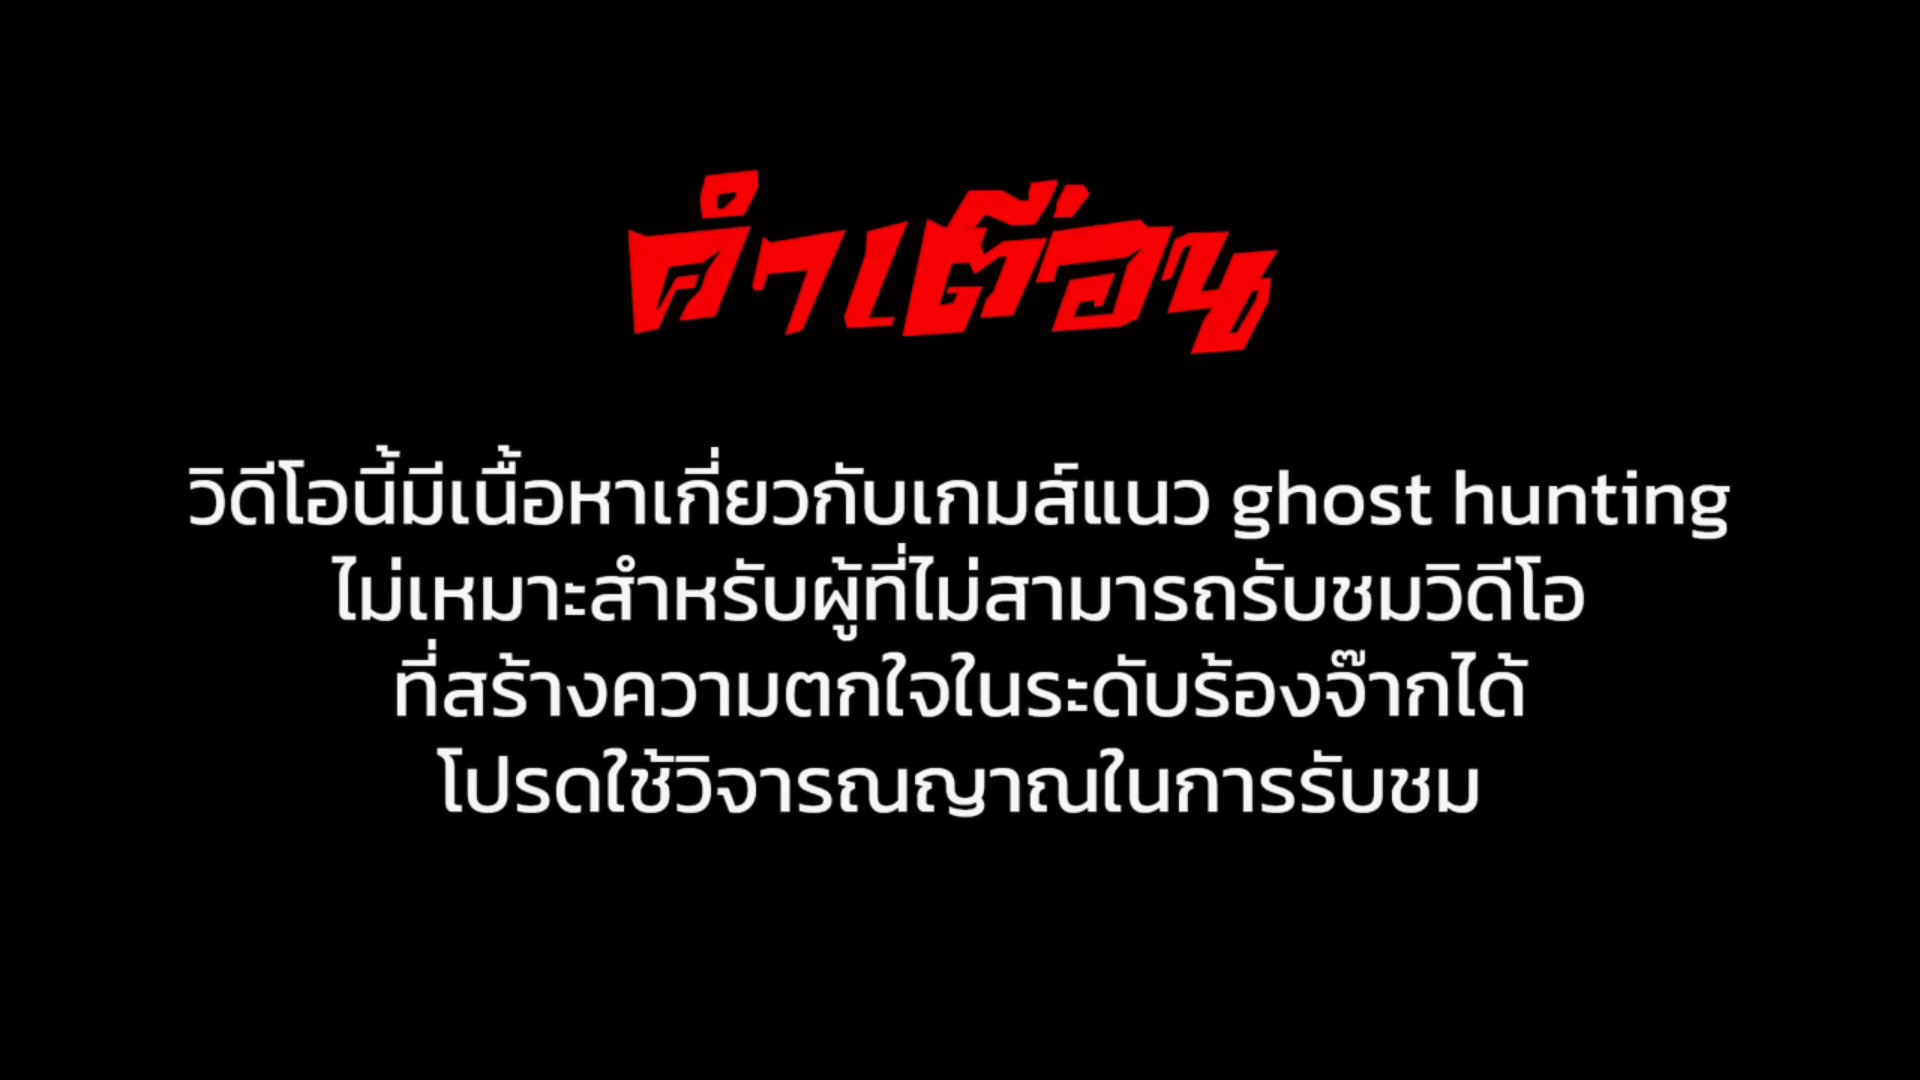 คำเตือน
วิดีโอนี้มีเนื้อหาเกี่ยวกับเกมส์แนว ghost hunting
ไม่เหมาะสำหรับผู้ที่ไม่สามารถรับชมวิดีโอ
ที่สร้างความตกใจในระดับร้องจ๊ากได้
โปรดใช้วิจารณญาณในการรับชม